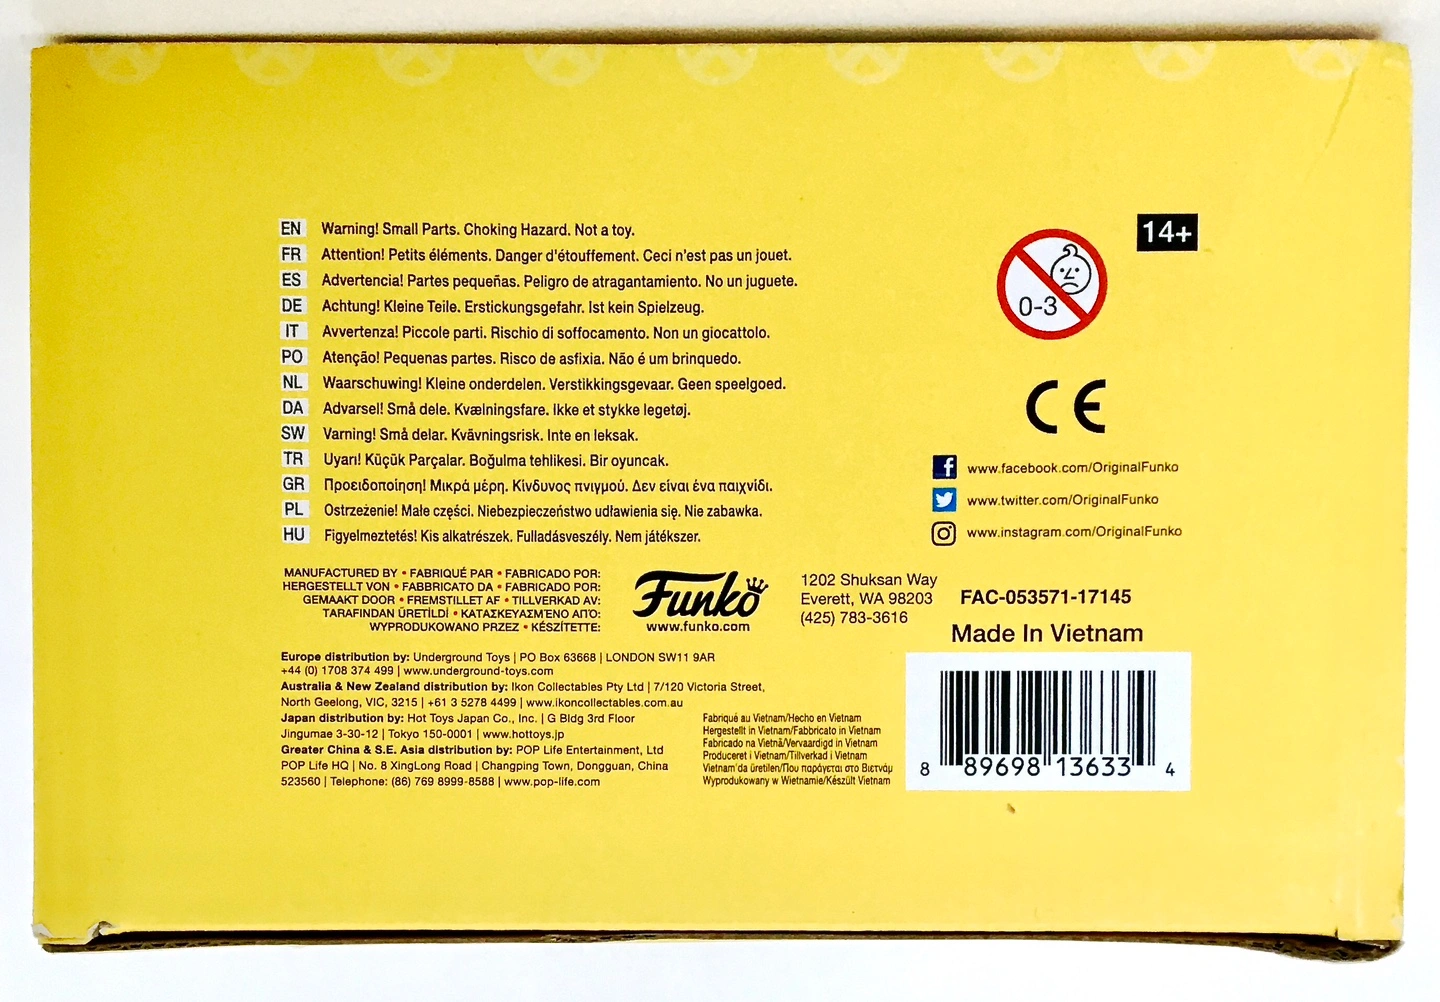 EN Warning! Small Parts. Choking Hazard. Not a toy.
FR Attention! Petits éléments. Danger d'étouffement. Ceci n'est pas un jouet.
ES Advertencia! Partes pequeñas. Peligro de atragantamiento. No un juguete.
DE Achtung! Kleine Teile. Erstickungsgefahr. Ist kein Spielzeug.
IT Avvertenza! Piccole parti. Rischio di soffocamento. Non un giocattolo.
PO Atenção! Pequenas partes. Risco de asfixia. Não é um brinquedo.
NL Waarschuwing! Kleine onderdelen. Verstikkingsgevaar. Geen speelgoed.
DA Advarsel! Små dele. Kvælningsfare. Ikke et stykke legetøj.
SW Varning! Små delar. Kvävningsrisk. Inte en leksak.
TR Uyarı! Küçük Parçalar. Boğulma tehlikesi. Bir oyuncak.
GR Προειδοποίηση! Μικρά μέρη. Κίνδυνος πνιγμού. Δεν είναι ένα παιχνίδι.
PL Ostrzeżenie! Małe części. Niebezpieczeństwo udławienia się. Nie zabawka.
HU Figyelmeztetés! Kis alkatrészek. Fulladásveszély. Nem játékszer.
14+
0-3
CE
www.facebook.com/OriginalFunko
www.twitter.com/OriginalFunko
www.instagram.com/OriginalFunko
MANUFACTURED BY • FABRIQUÉ PAR • FABRICADO POR:
HERGESTELLT VON • FABBRICATO DA • FABRICADO POR:
GEMAAKT DOOR • FREMSTILLET AF • TILLVERKAD AV:
TARAFINDAN ÜRETİLDİ • ΚΑΤΑΣΚΕΥΑΣΜΈΝΟ ΑΠΌ:
WYPRODUKOWANO PRZEZ • KÉSZÍTETTE:
Funko
www.funko.com
1202 Shuksan Way
Everett, WA 98203
(425) 783-3616
FAC-053571-17145
Made In Vietnam
Europe distribution by: Underground Toys | PO Box 63668 | LONDON SW11 9AR
+44 (0) 1708 374 499 | www.underground-toys.com
Australia & New Zealand distribution by: Ikon Collectables Pty Ltd | 7/120 Victoria Street,
North Geelong, VIC, 3215 | +61 3 5278 4499 | www.ikoncollectables.com.au
Japan distribution by: Hot Toys Japan Co., Inc. | G Bldg 3rd Floor
Jingumae 3-30-12 | Tokyo 150-0001 | www.hottoys.jp
Greater China & S.E. Asia distribution by: POP Life Entertainment, Ltd
POP Life HQ | No. 8 XingLong Road | Changping Town, Dongguan, China
523560 | Telephone: (86) 769 8999-8588 | www.pop-life.com
Fabriqué au Vietnam/Hecho en Vietnam
Hergestellt in Vietnam/Fabbricato in Vietnam
Fabricado na Vietnã/Vervaardigd in Vietnam
Produceret i Vietnam/Tillverkad i Vietnam
Vietnam'da üretilen/Που παράγεται στο Βιετνάμ
Wyprodukowany w Wietnamie/Készült Vietnam
8 89698 13633 4